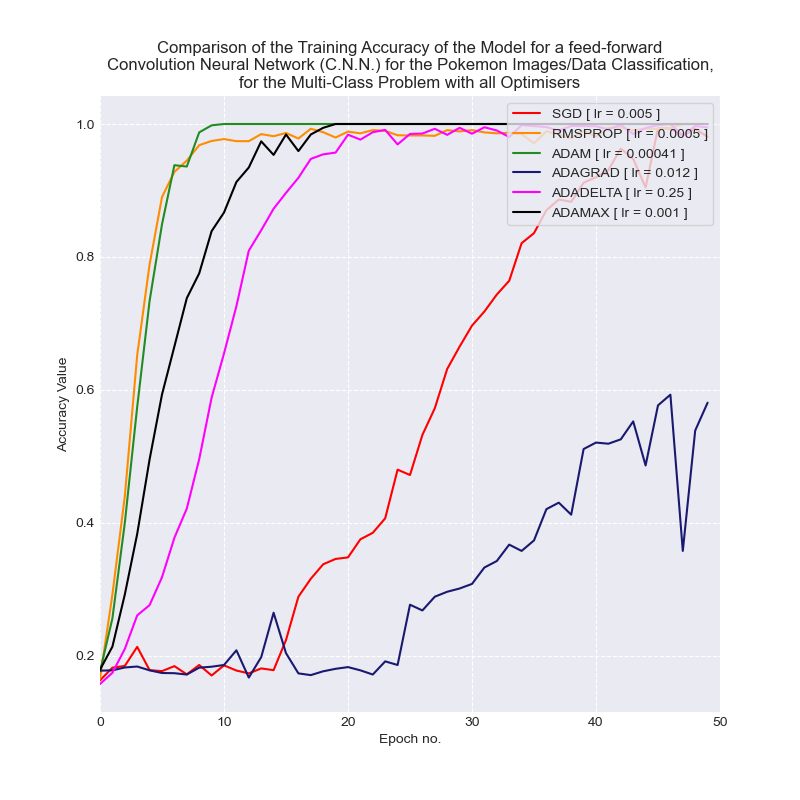 Comparison of the Training Accuracy of the Model for a feed-forward
Convolution Neural Network (C.N.N.) for the Pokemon Images/Data Classification,
for the Multi-Class Problem with all Optimisers
1.0
0.8
0.6
0.4
0.2
Accuracy Value
SGD [ lr = 0.005 ]
RMSPROP [ lr = 0.0005 ]
ADAM [ lr = 0.00041 ]
ADAGRAD [ lr = 0.012 ]
ADADELTA [ lr = 0.25 ]
ADAMAX [ lr = 0.001 ]
0 10 20 30 40 50
Epoch no.